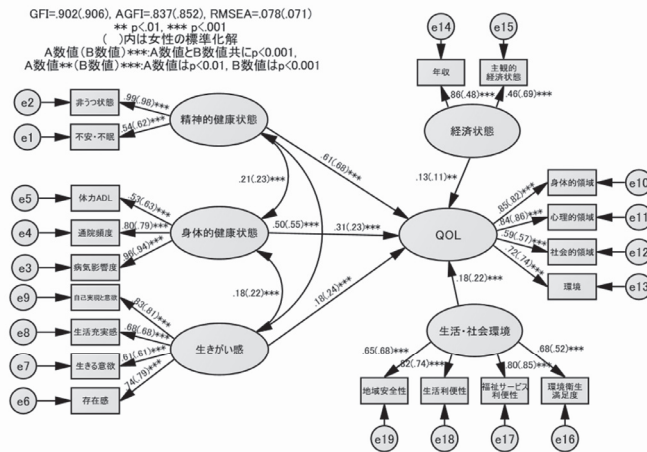 GFI=.902(.906), AGFI=.837(.852), RMSEA=.078(.071)
** p<.01, *** p<.001
( )内は女性の標準化解
A数値(B数値)***:A数値とB数値共にp<0.001,
A数値**(B数値)***:A数値はp<0.01, B数値はp<0.001
e14
e15
年収
主観的
経済状態
.86(.48)***
.46(.69)***
経済状態
.13(.11)**
e2
非うつ状態
.99(.98)***
e1
不安・不眠
.54(.62)***
精神的健康状態
.61(.68)***
.21(.23)***
e5
体力ADL
.53(.63)***
e4
通院頻度
.80(.79)***
e3
病気影響度
.96(.94)***
身体的健康状態
.50(.55)***
.31(.23)***
QOL
.85(.82)***
身体的領域
e10
.84(.86)***
心理的領域
e11
.59(.57)***
社会的領域
e12
.72(.74)***
環境
e13
.18(.22)***
.18(.24)***
.18(.22)***
e9
自己実現と意欲
.83(.81)***
e8
生活充実感
.68(.68)***
e7
生きる意欲
.61(.61)***
e6
存在感
.74(.79)***
生きがい感
生活・社会環境
.65(.68)***
.82(.74)***
.80(.85)***
.68(.52)***
地域安全性
生活利便性
福祉サービス
利便性
環境衛生
満足度
e19
e18
e17
e16